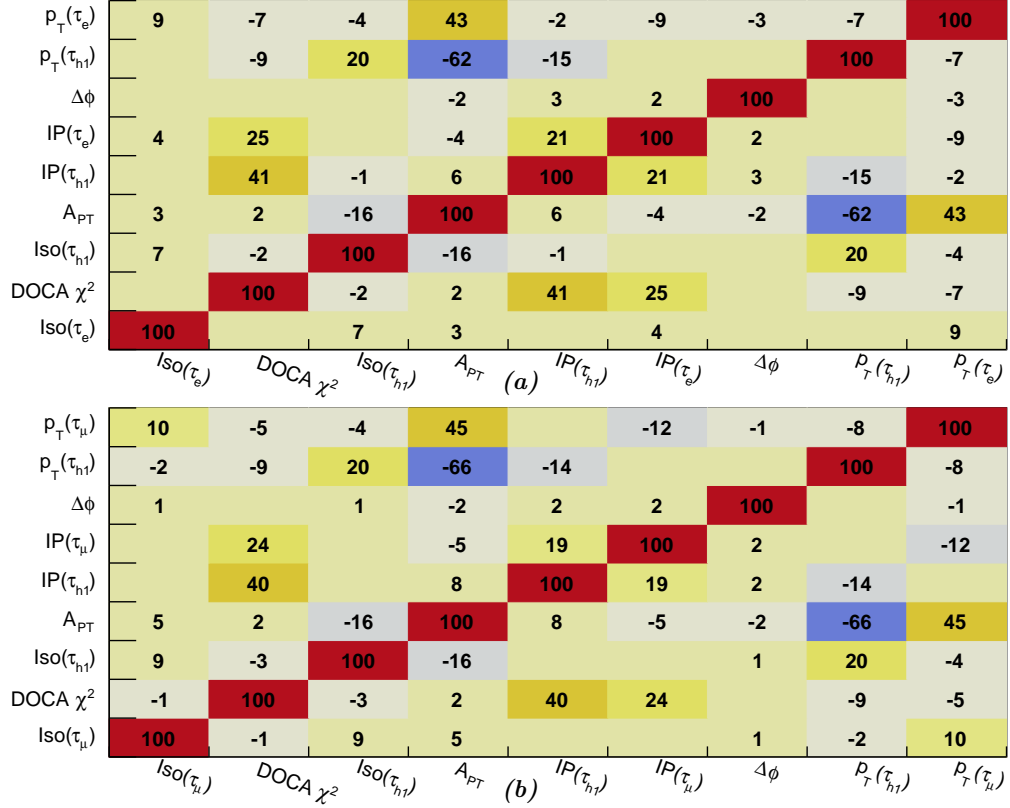 p_T(τ_e) 9 -7 -4 43 -2 -9 -3 -7 100
p_T(τ_h1) -9 20 -62 -15 100 -7
Δϕ -2 3 2 100 -3
IP(τ_e) 4 25 -4 21 100 2 -9
IP(τ_h1) 41 -1 6 100 21 3 -15 -2
A_PT 3 2 -16 100 6 -4 -2 -62 43
Iso(τ_h1) 7 -2 100 -16 -1 20 -4
DOCA χ² 100 -2 2 41 25 -9 -7
Iso(τ_e) 100 7 3 4 9
Iso(τ_e) DOCA χ² Iso(τ_h1) A_PT IP(τ_h1) IP(τ_e) Δϕ p_T(τ_h1) p_T(τ_e)
(a)
p_T(τ_μ) 10 -5 -4 45 -12 -1 -8 100
p_T(τ_h1) -2 -9 20 -66 -14 100 -8
Δϕ 1 1 -2 2 2 100 -1
IP(τ_μ) 24 -5 19 100 2 -12
IP(τ_h1) 40 8 100 19 2 -14
A_PT 5 2 -16 100 8 -5 -2 -66 45
Iso(τ_h1) 9 -3 100 -16 1 20 -4
DOCA χ² -1 100 -3 2 40 24 -9 -5
Iso(τ_μ) 100 -1 9 5 1 -2 10
Iso(τ_μ) DOCA χ² Iso(τ_h1) A_PT IP(τ_h1) IP(τ_μ) Δϕ p_T(τ_h1) p_T(τ_μ)
(b)